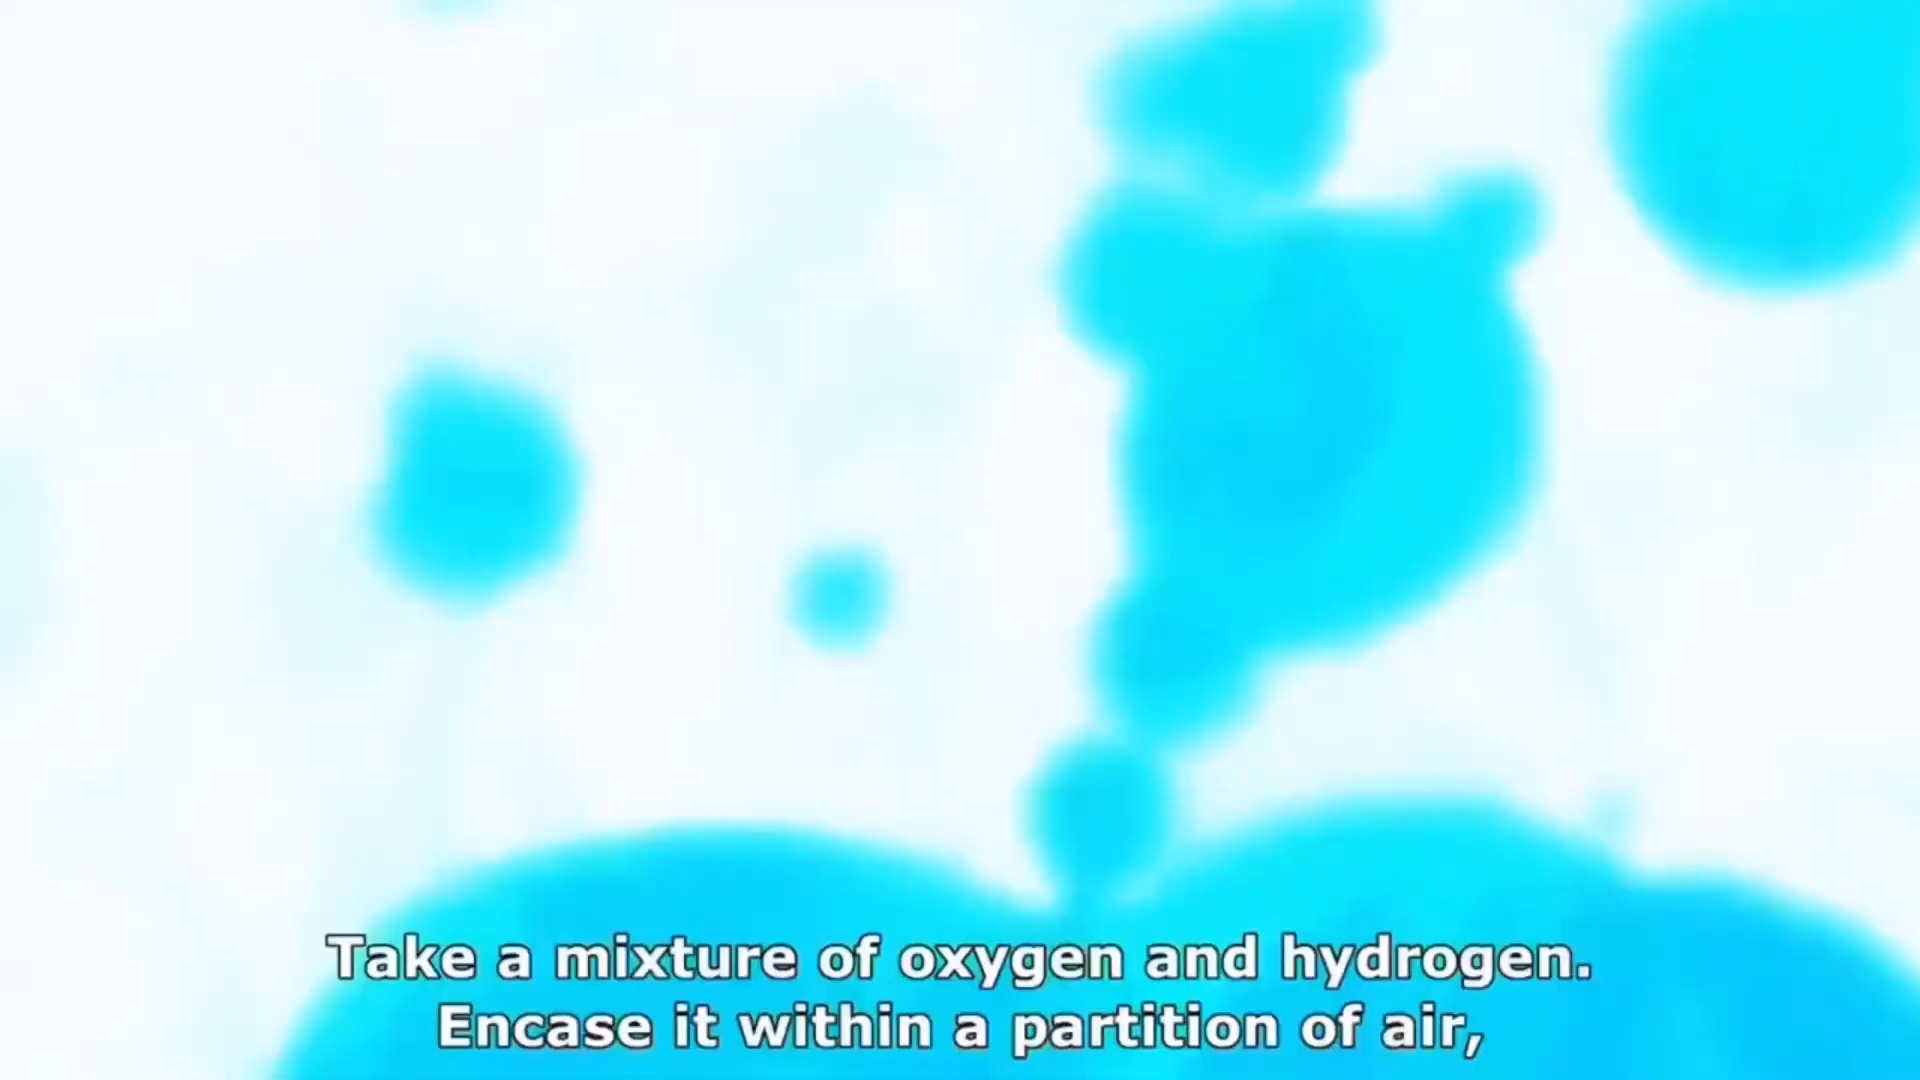 Take a mixture of oxygen and hydrogen.
Encase it within a partition of air,